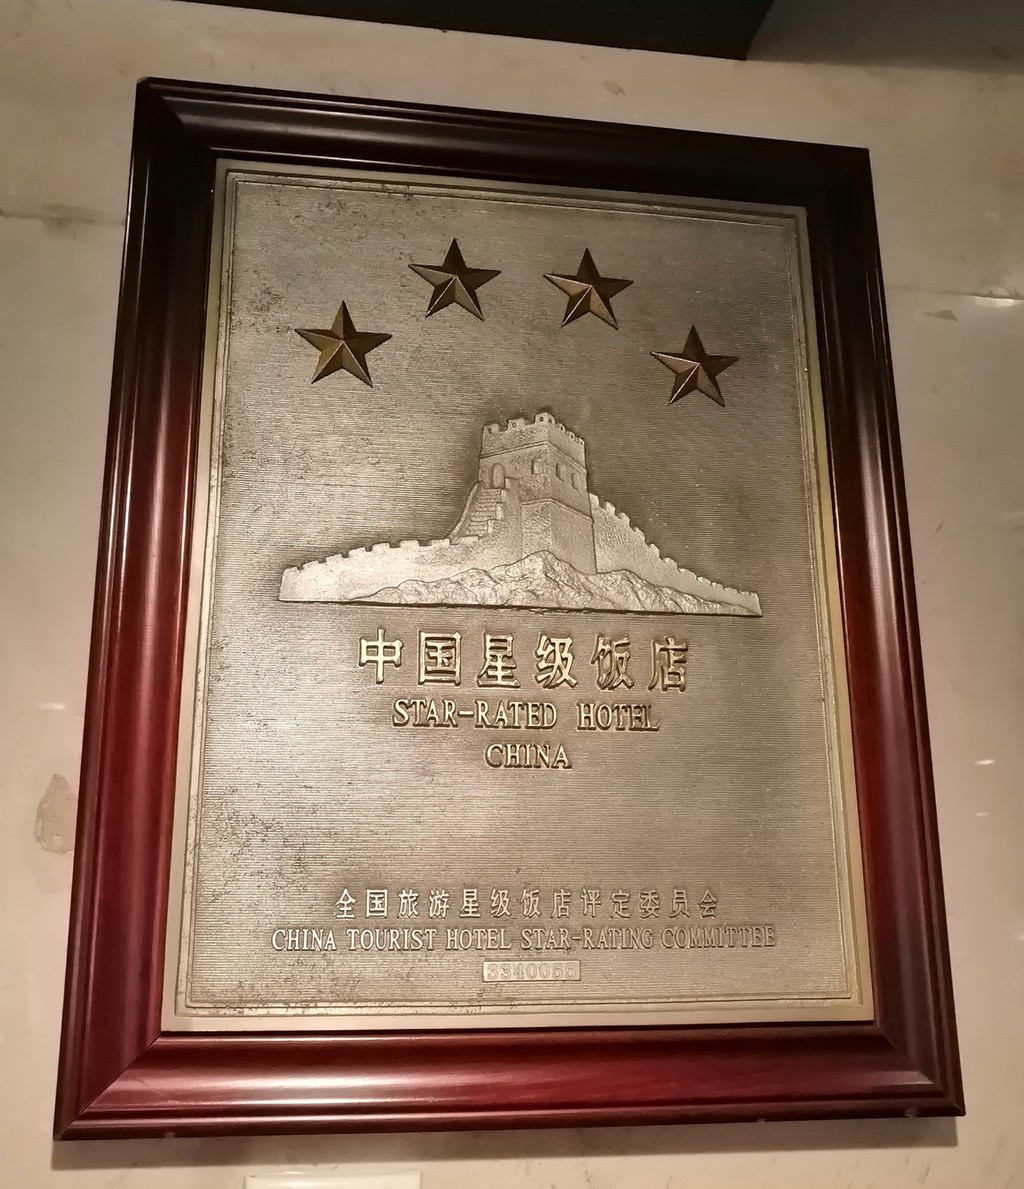 中国星级饭店
STAR-RATED HOTEL
CHINA
全国旅游星级饭店评定委员会
CHINA TOURIST HOTEL STAR-RATING COMMITTEE
3340055